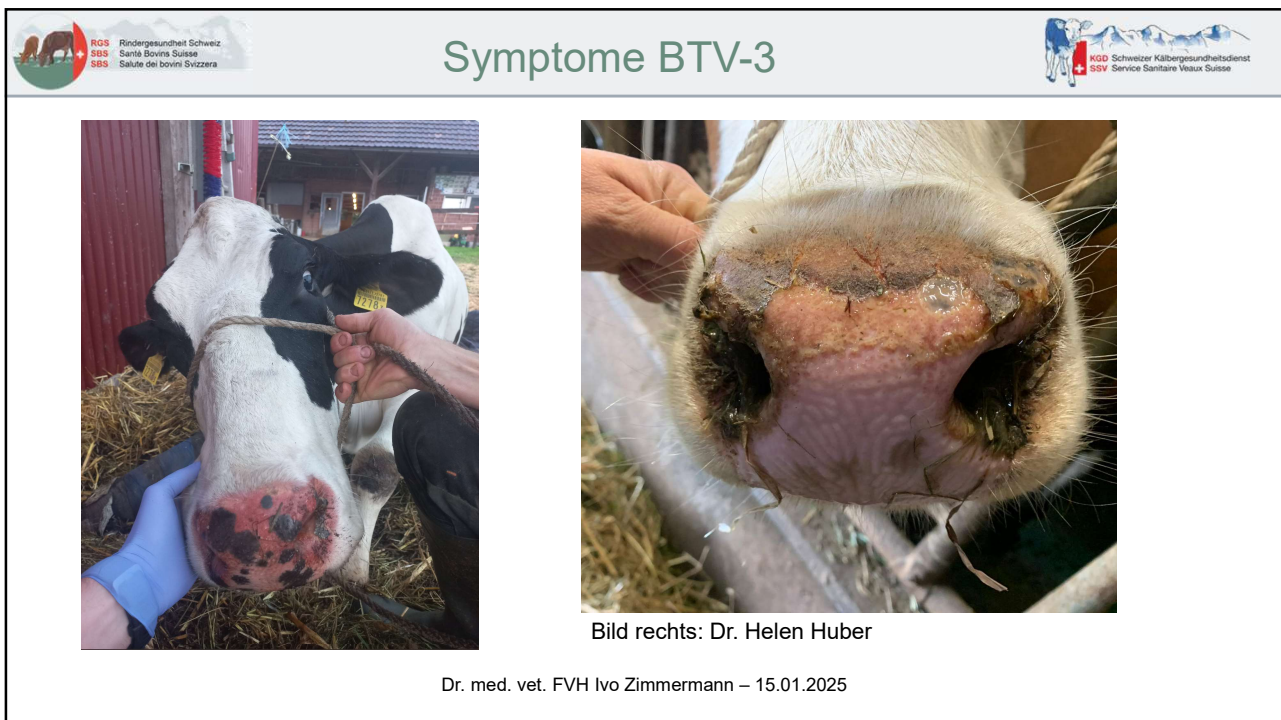 RGS Rindergesundheit Schweiz
SBS Santé Bovins Suisse
SBS Salute dei bovini Svizzera
Symptome BTV-3
KGD Schweizer Kälbergesundheitsdienst
SSV Service Sanitaire Veaux Suisse
7278
Bild rechts: Dr. Helen Huber
Dr. med. vet. FVH Ivo Zimmermann – 15.01.2025